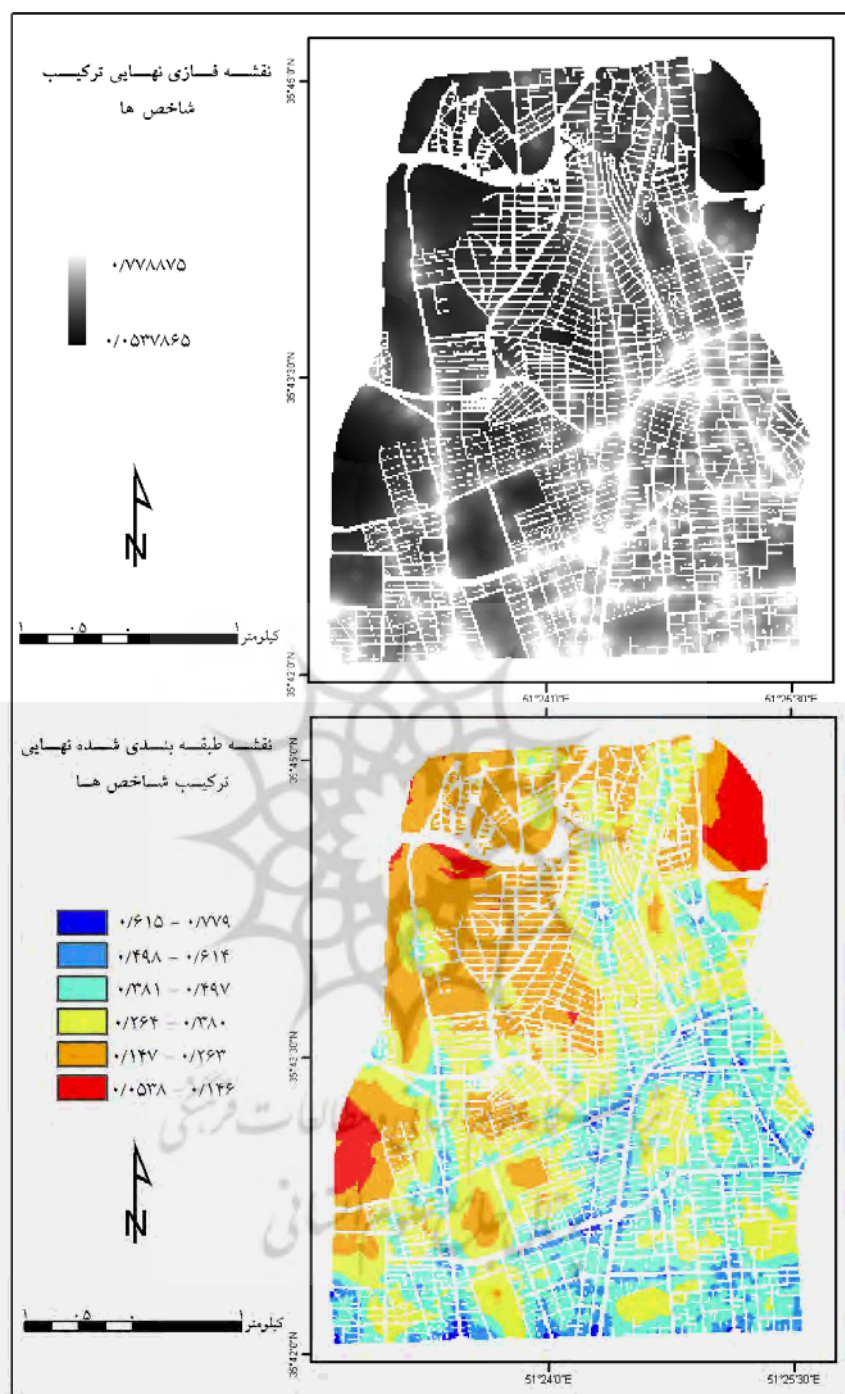 نقشه فازی نهایی ترکیب
شاخص ها
۰/۷۷۸۸۷۵
۰/۰۵۳۷۸۶۵
N
۱ ۰.۵ ۰ ۱ کیلومتر
35°45'0"N
35°43'30"N
35°42'0"N
51°24'0"E 51°25'30"E
نقشه طبقه بندی شده نهایی
ترکیب شاخص ها
۰/۶۱۵ - ۰/۷۷۹
۰/۴۹۸ - ۰/۶۱۴
۰/۳۸۱ - ۰/۴۹۷
۰/۲۶۴ - ۰/۳۸۰
۰/۱۴۷ - ۰/۲۶۳
۰/۰۵۳۸ - ۰/۱۴۶
N
۱ ۰.۵ ۰ ۱ کیلومتر
35°45'0"N
35°43'30"N
35°42'0"N
51°24'0"E 51°25'30"E